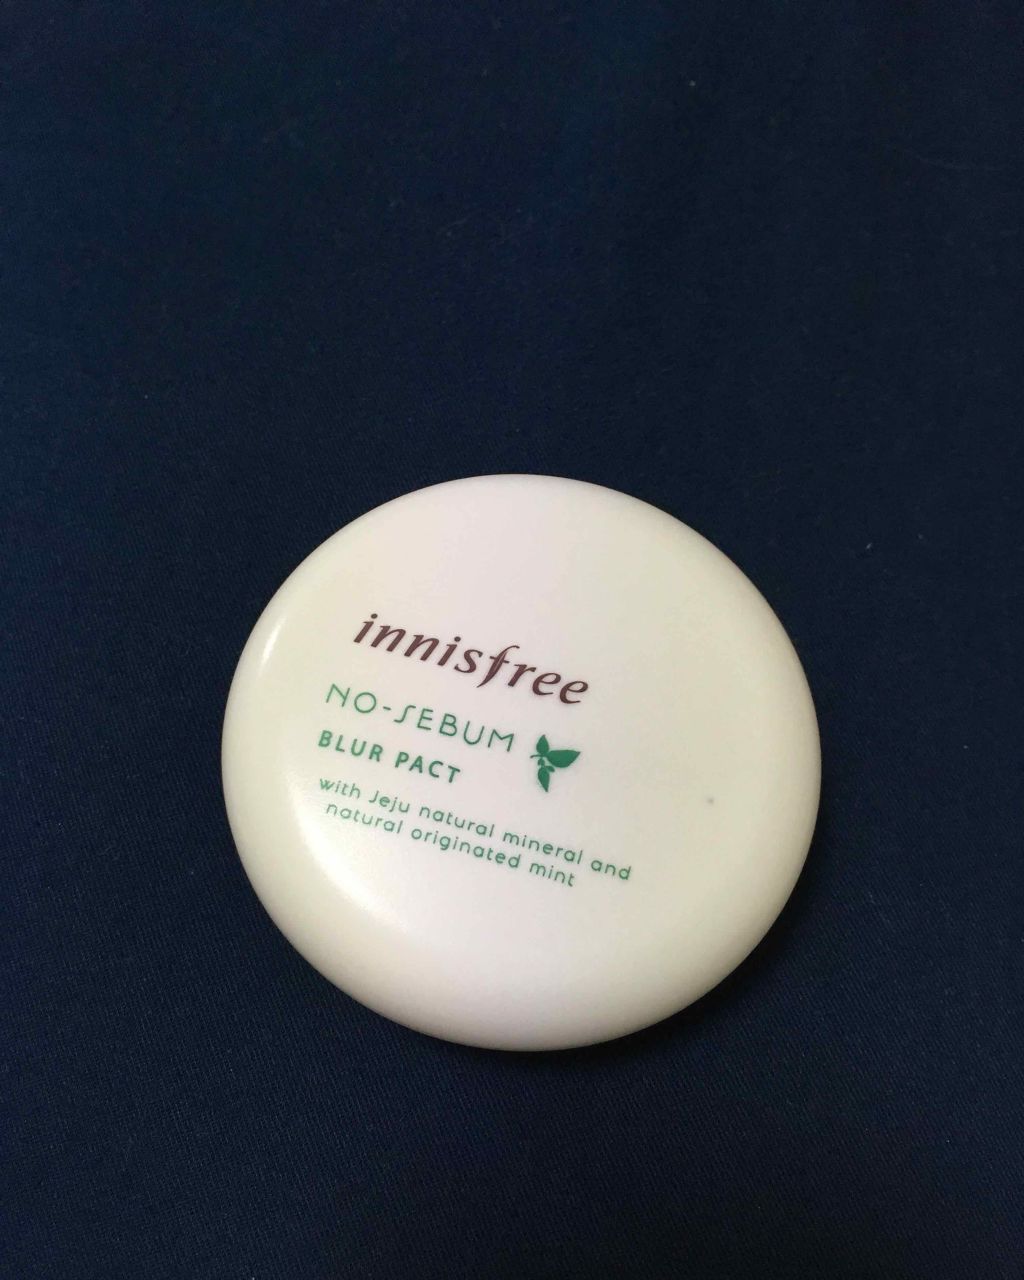 innisfree
NO-SEBUM
BLUR PACT
with Jeju natural mineral and
natural originated mint